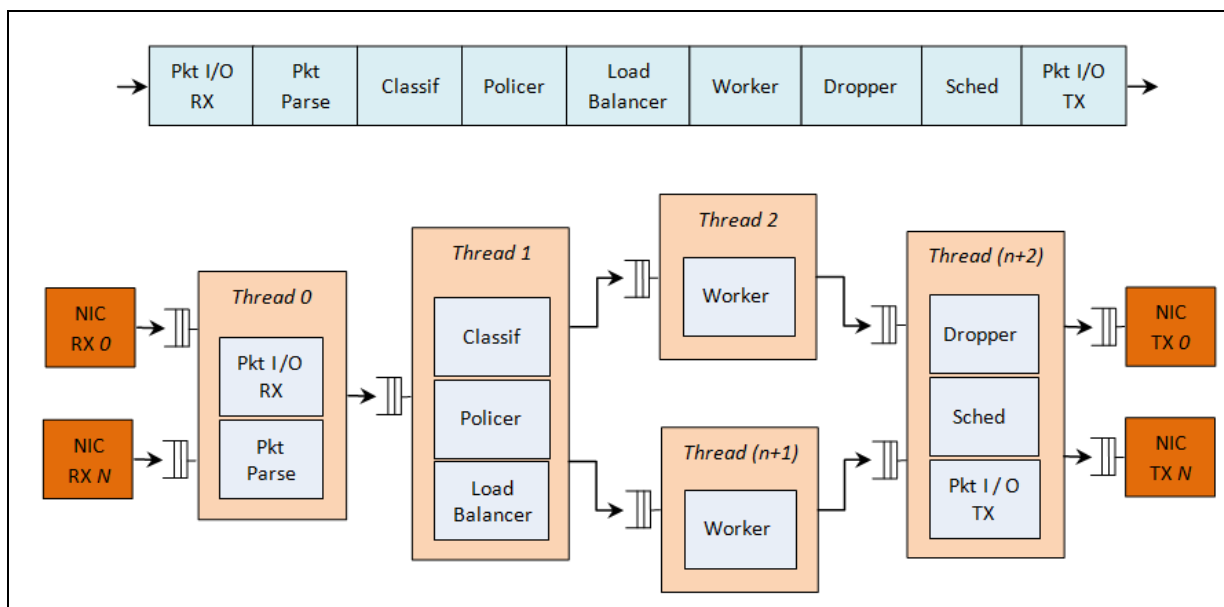 Pkt I/O
RX
Pkt
Parse
Classif
Policer
Load
Balancer
Worker
Dropper
Sched
Pkt I/O
TX
NIC
RX 0
NIC
RX N
Thread 0
Pkt I/O
RX
Pkt
Parse
Thread 1
Classif
Policer
Load
Balancer
Thread 2
Worker
Thread (n+1)
Worker
Thread (n+2)
Dropper
Sched
Pkt I / O
TX
NIC
TX 0
NIC
TX N